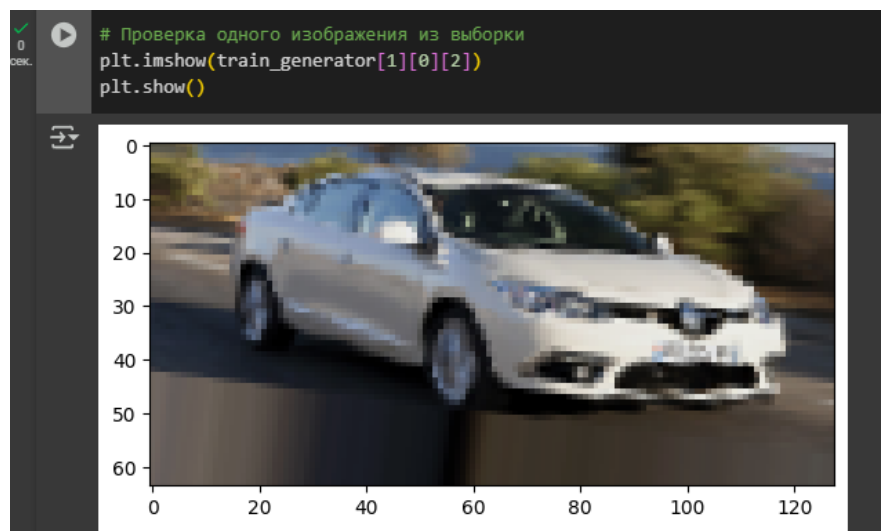 0
сек.
# Проверка одного изображения из выборки
plt.imshow(train_generator[1][0][2])
plt.show()
0
10
20
30
40
50
60
0 20 40 60 80 100 120